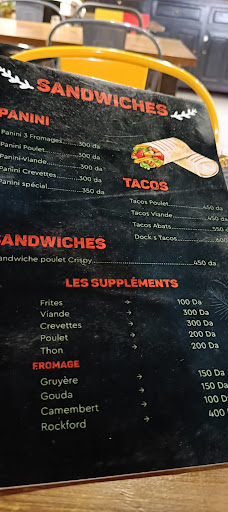 SANDWICHES
PANINI
Panini 3 Fromages 300 da
Panini Poulet 300 da
Panini-Viande 300 da
Panini Crevettes 300 da
Panini spécial 350 da
TACOS
Tacos Poulet 450 da
Tacos Viande 450 da
Tacos Abats 550 da
Dock s Tacos 600
SANDWICHES
andwiche poulet Crispy 450 da
LES SUPPLÉMENTS
Frites → 100 Da
Viande → 300 Da
Crevettes → 300 Da
Poulet → 200 Da
Thon → 200 Da
FROMAGE
Gruyère → 150 Da
Gouda → 150 Da
Camembert → 100 D
Rockford → 400